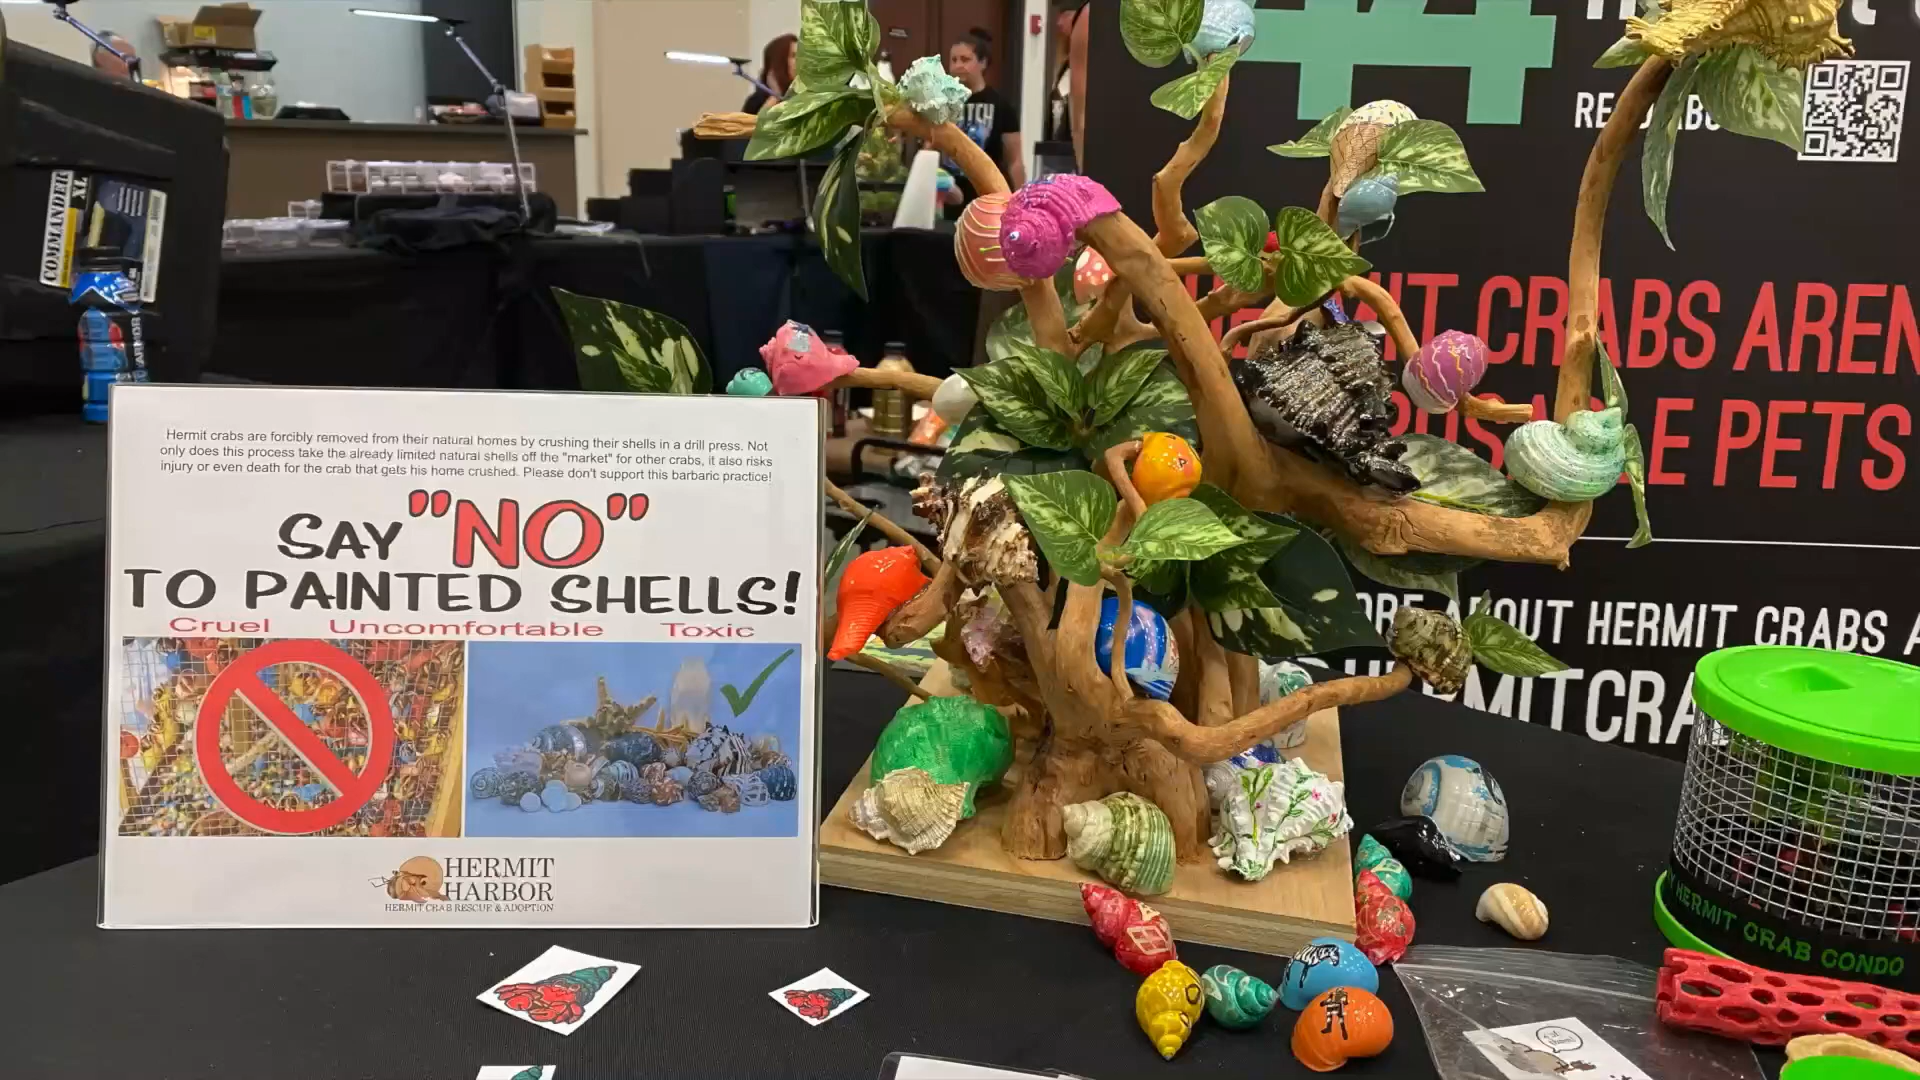 COMMANDER
XL
ARMOR
Hermit crabs are forcibly removed from their natural homes by crushing their shells in a drill press. Not
only does this process take the already limited natural shells off the "market" for other crabs, it also risks
injury or even death for the crab that gets his home crushed. Please don't support this barbaric practice!
SAY "NO"
TO PAINTED SHELLS!
Cruel Uncomfortable Toxic
HERMIT
HARBOR
HERMIT CRAB RESCUE & ADOPTION
CRABS AREN
PETS
ABOUT HERMIT CRABS
HERMIT CRAB CONDO